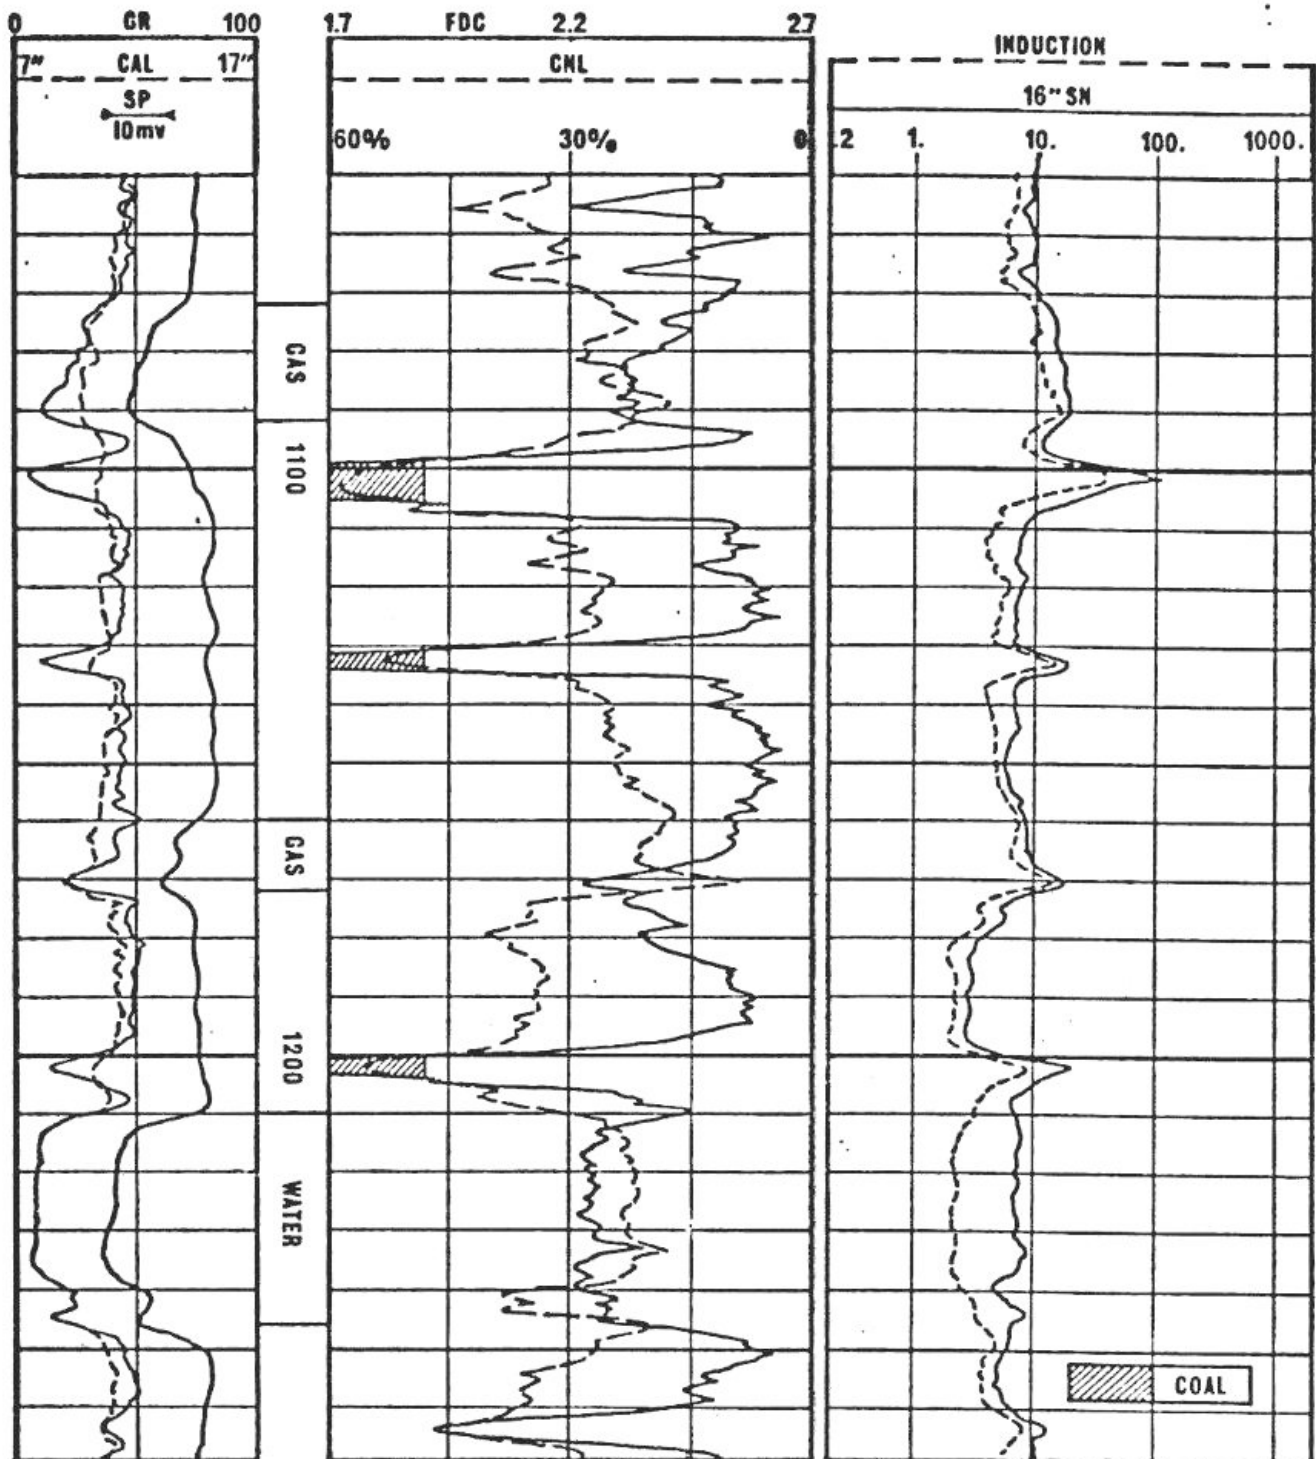 0 GR 100
7" CAL 17"
SP
10mv
1.7 FDC 2.2 2.7
CNL
60% 30% 0
INDUCTION
16" SN
.2 1. 10. 100. 1000.
GAS
1100
GAS
1200
WATER
COAL